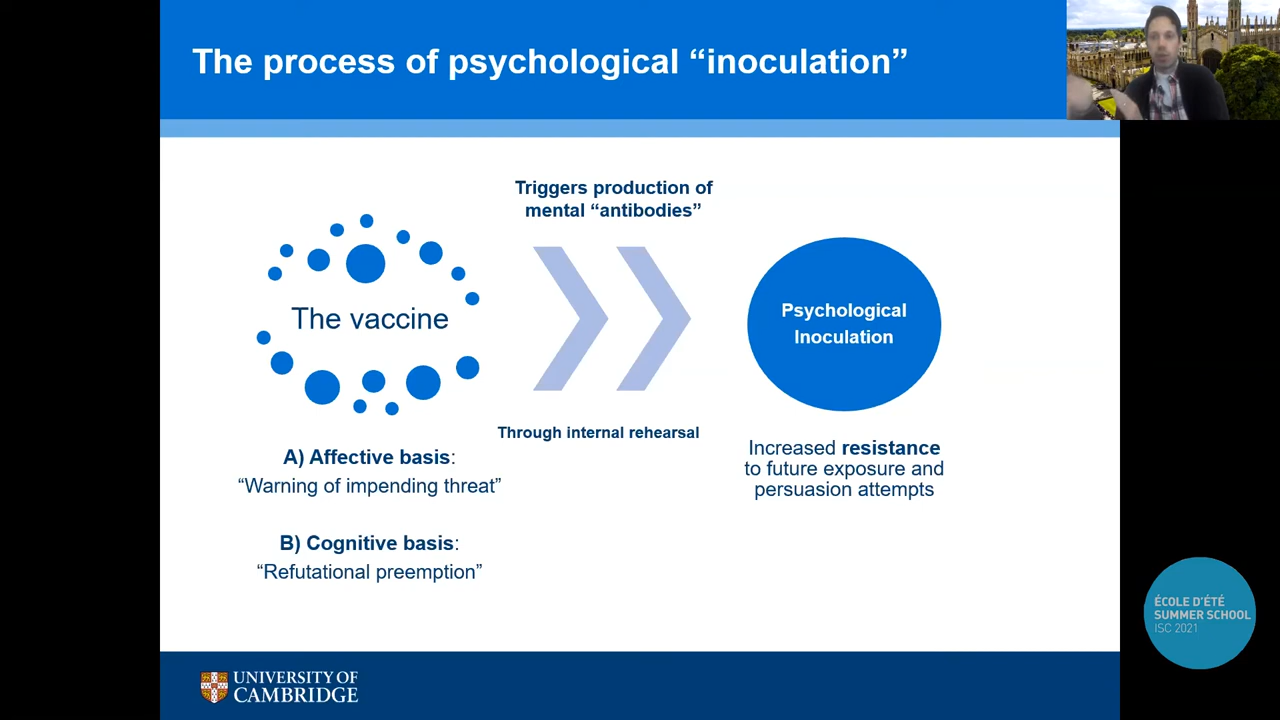 The process of psychological “inoculation”
Triggers production of
mental “antibodies”
The vaccine
Psychological
Inoculation
Through internal rehearsal
A) Affective basis:
“Warning of impending threat”
B) Cognitive basis:
“Refutational preemption”
Increased resistance
to future exposure and
persuasion attempts
ÉCOLE D'ÉTÉ
SUMMER SCHOOL
ISC 2021
UNIVERSITY OF
CAMBRIDGE